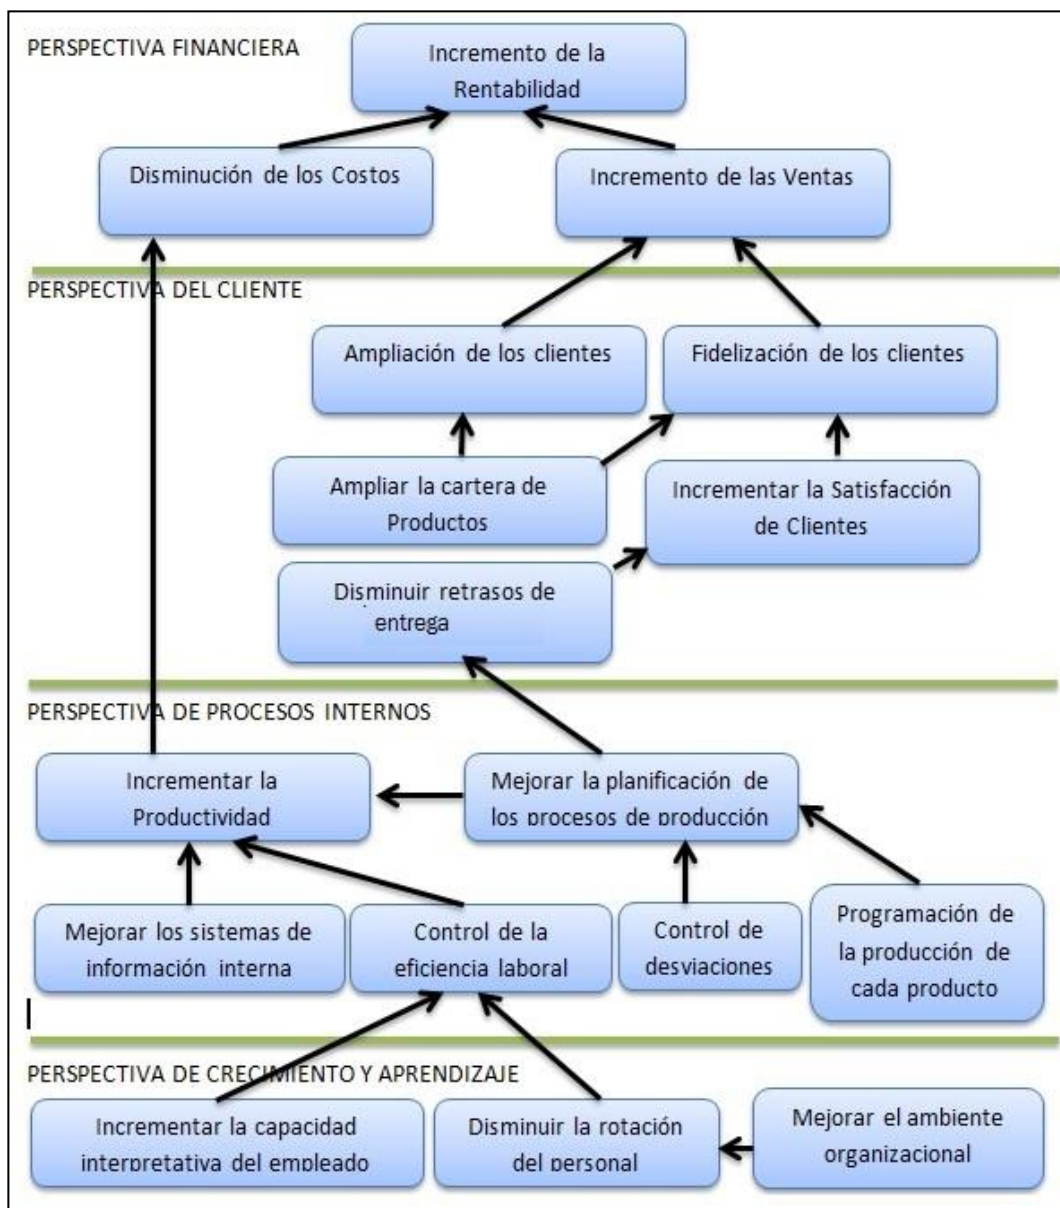 PERSPECTIVA FINANCIERA
Incremento de la
Rentabilidad
Disminución de los Costos
Incremento de las Ventas
PERSPECTIVA DEL CLIENTE
Ampliación de los clientes
Fidelización de los clientes
Ampliar la cartera de
Productos
Incrementar la Satisfacción
de Clientes
Disminuir retrasos de
entrega
PERSPECTIVA DE PROCESOS INTERNOS
Incrementar la
Productividad
Mejorar la planificación de
los procesos de producción
Mejorar los sistemas de
información interna
Control de la
eficiencia laboral
Control de
desviaciones
Programación de
la producción de
cada producto
PERSPECTIVA DE CRECIMIENTO Y APRENDIZAJE
Incrementar la capacidad
interpretativa del empleado
Disminuir la rotación
del personal
Mejorar el ambiente
organizacional